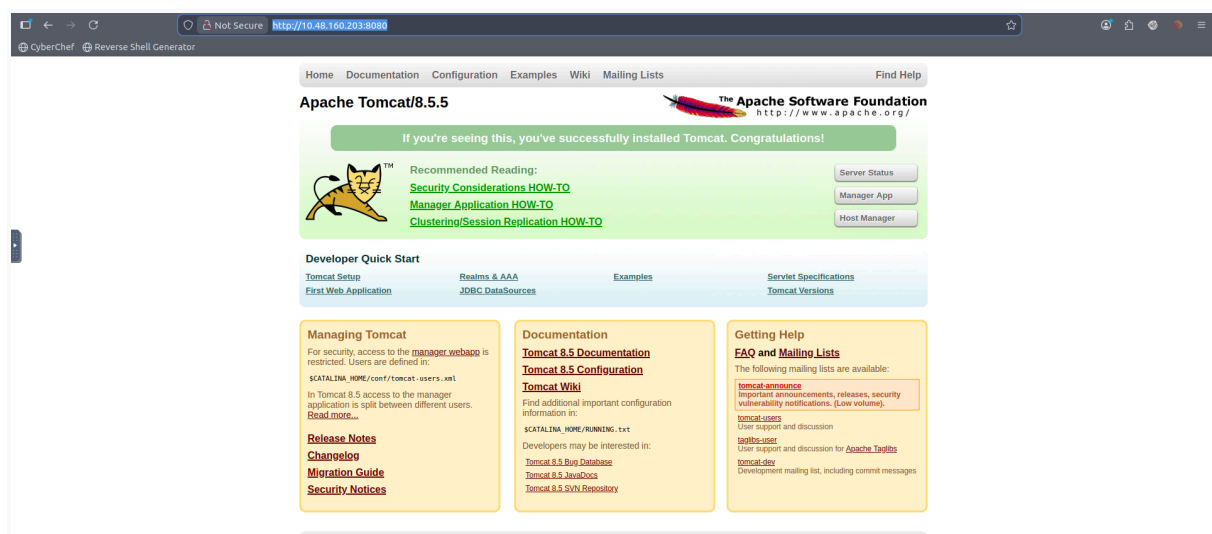 Not Secure http://10.48.160.203:8080
CyberChef Reverse Shell Generator
Home Documentation Configuration Examples Wiki Mailing Lists Find Help
Apache Tomcat/8.5.5
The Apache Software Foundation
http://www.apache.org/
If you're seeing this, you've successfully installed Tomcat. Congratulations!
TM
Recommended Reading:
Security Considerations HOW-TO
Manager Application HOW-TO
Clustering/Session Replication HOW-TO
Server Status
Manager App
Host Manager
Developer Quick Start
Tomcat Setup
First Web Application
Realms & AAA
JDBC DataSources
Examples
Servlet Specifications
Tomcat Versions
Managing Tomcat
For security, access to the manager webapp is
restricted. Users are defined in:
$CATALINA_HOME/conf/tomcat-users.xml
In Tomcat 8.5 access to the manager
application is split between different users.
Read more...
Release Notes
Changelog
Migration Guide
Security Notices
Documentation
Tomcat 8.5 Documentation
Tomcat 8.5 Configuration
Tomcat Wiki
Find additional important configuration
information in:
$CATALINA_HOME/RUNNING.txt
Developers may be interested in:
Tomcat 8.5 Bug Database
Tomcat 8.5 JavaDocs
Tomcat 8.5 SVN Repository
Getting Help
FAQ and Mailing Lists
The following mailing lists are available:
tomcat-announce
Important announcements, releases, security
vulnerability notifications. (Low volume).
tomcat-users
User support and discussion
taglibs-user
User support and discussion for Apache Taglibs
tomcat-dev
Development mailing list, including commit messages